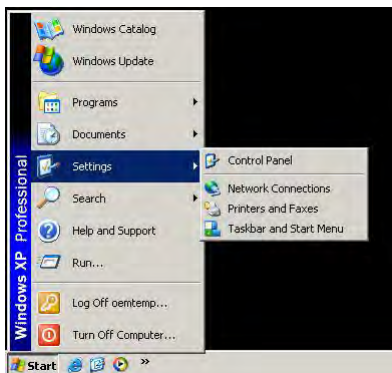 Windows Catalog
Windows Update
Programs
Documents
Settings
Control Panel
Network Connections
Printers and Faxes
Taskbar and Start Menu
Search
Help and Support
Run...
Log Off oemtemp...
Turn Off Computer...
Windows XP Professional
Start »